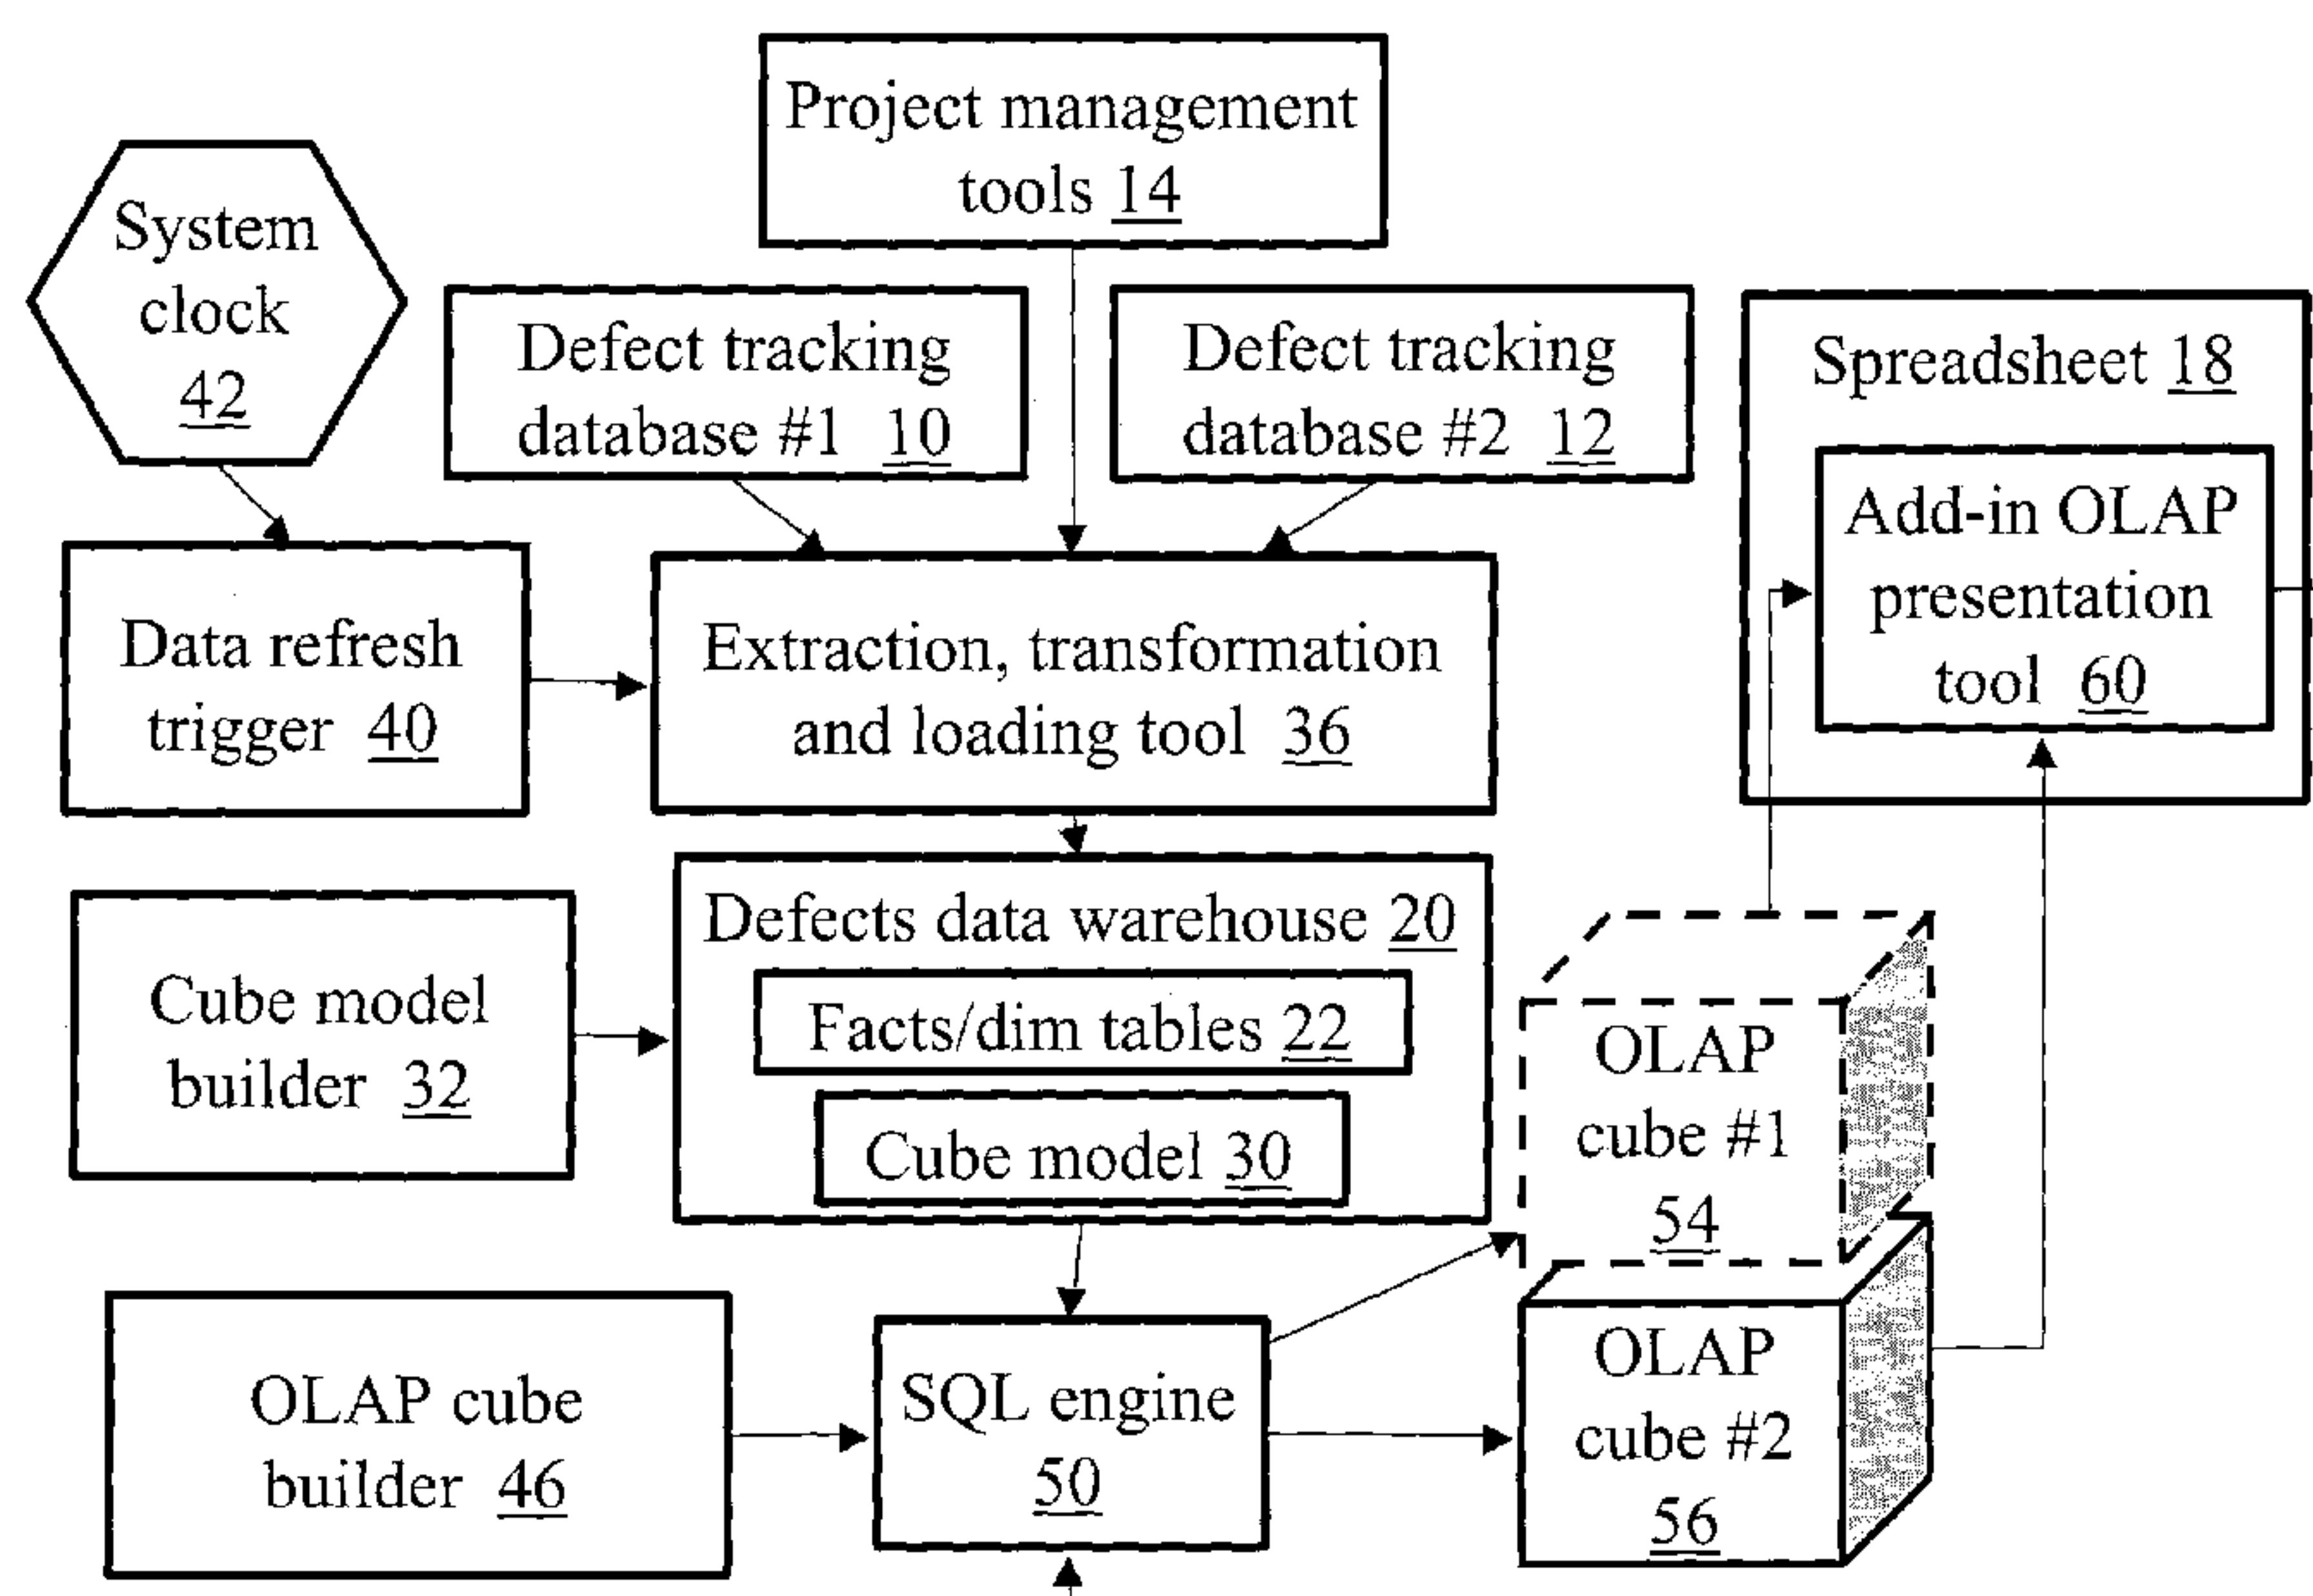 Project management
tools 14
System
clock
42
Defect tracking
database #1 10
Defect tracking
database #2 12
Spreadsheet 18
Add-in OLAP
presentation
tool 60
Data refresh
trigger 40
Extraction, transformation
and loading tool 36
Defects data warehouse 20
Facts/dim tables 22
Cube model 30
Cube model
builder 32
OLAP
cube #1
54
OLAP cube
builder 46
SQL engine
50
OLAP
cube #2
56